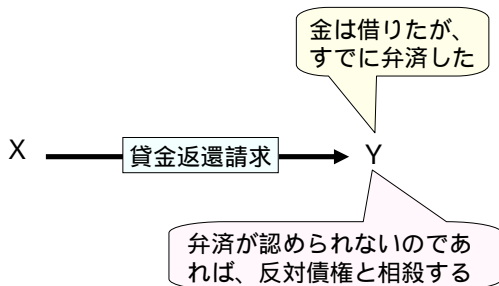 金は借りたが、
すでに弁済した
X
貸金返還請求
Y
弁済が認められないのであ
れば、反対債権と相殺する